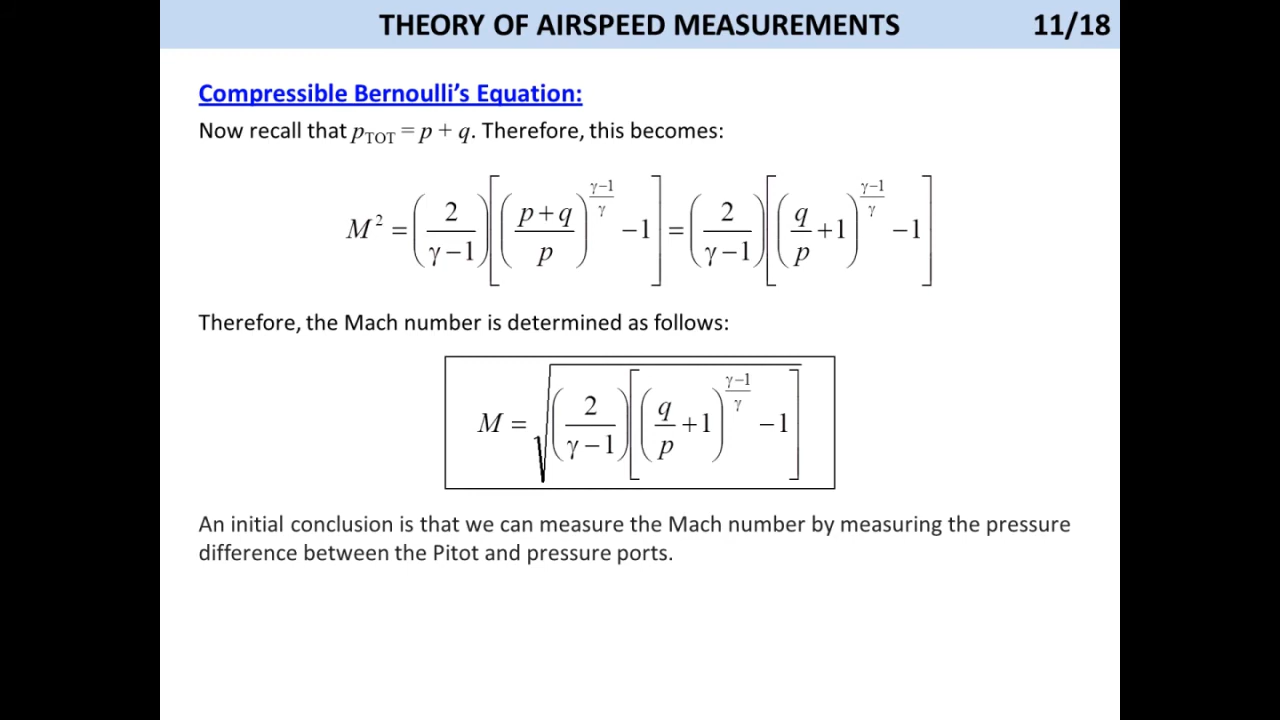 THEORY OF AIRSPEED MEASUREMENTS 11/18
Compressible Bernoulli’s Equation:
Now recall that p_TOT = p + q. Therefore, this becomes:
M² = (2/(γ−1)) [((p+q)/p)^((γ−1)/γ) −1] = (2/(γ−1)) [(q/p +1)^((γ−1)/γ) −1]
Therefore, the Mach number is determined as follows:
M = √((2/(γ−1)) [(q/p +1)^((γ−1)/γ) −1])
An initial conclusion is that we can measure the Mach number by measuring the pressure
difference between the Pitot and pressure ports.